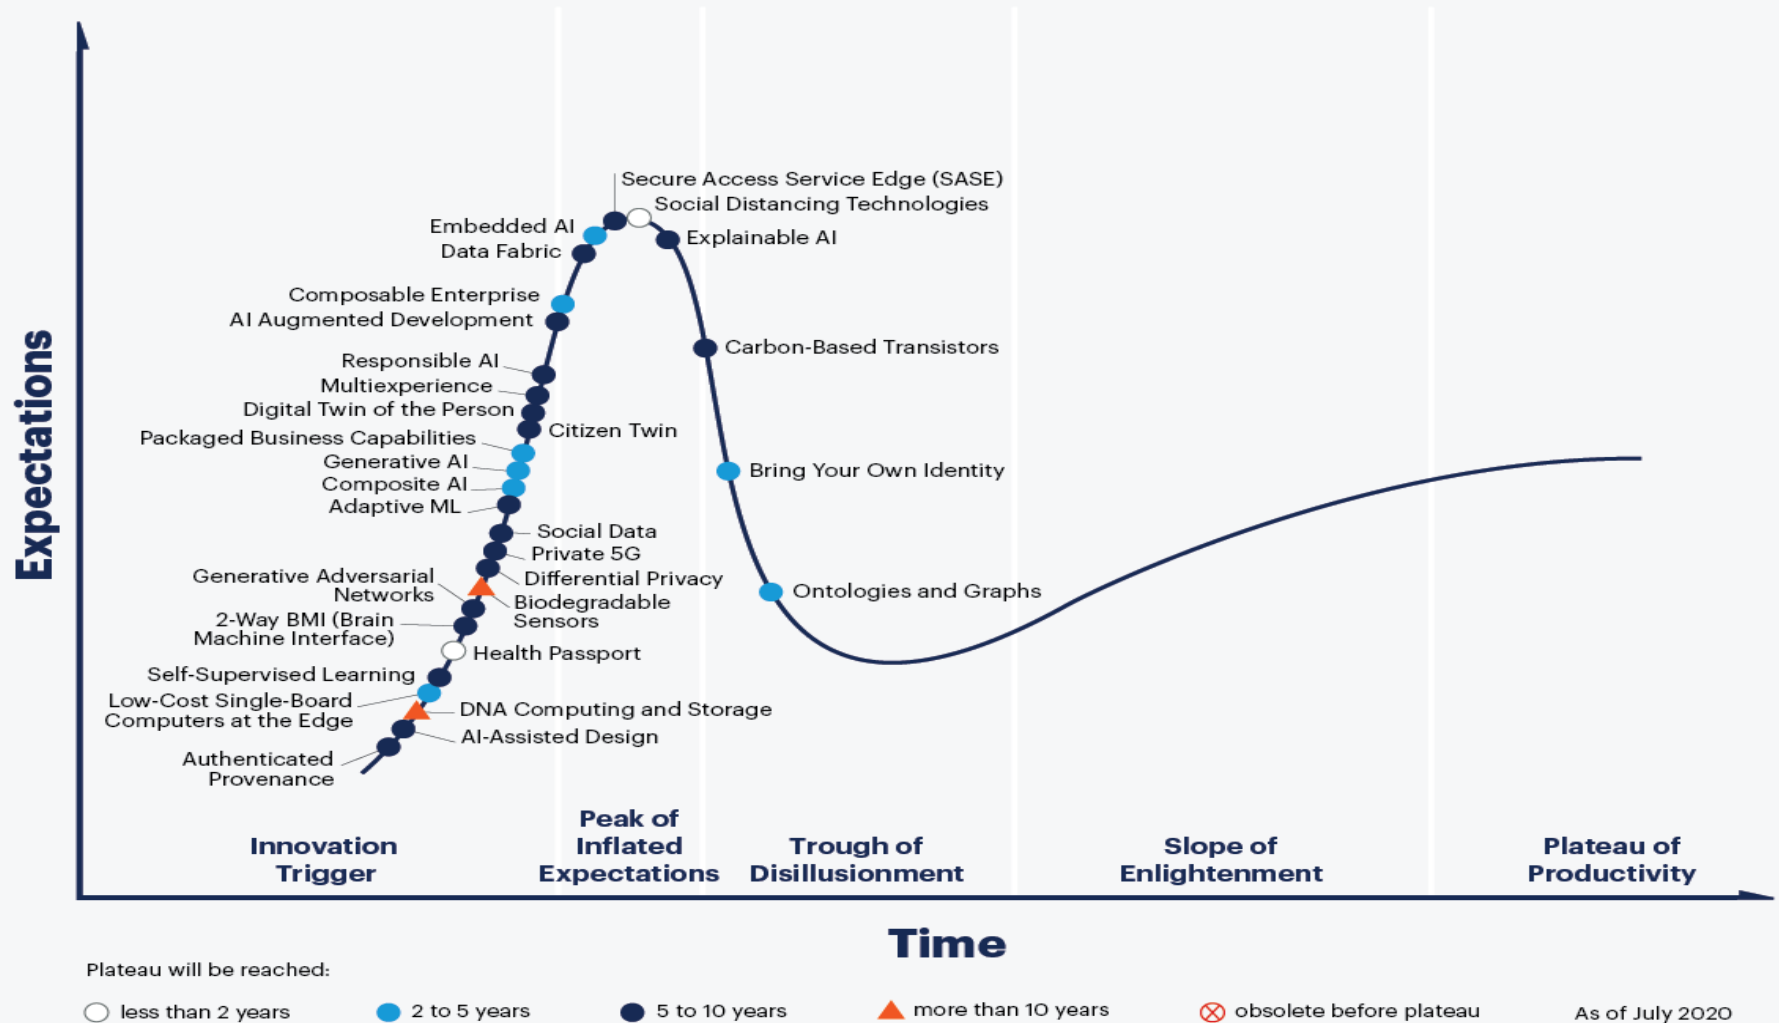 Expectations
Secure Access Service Edge (SASE)
Social Distancing Technologies
Embedded AI
Explainable AI
Data Fabric
Composable Enterprise
AI Augmented Development
Carbon-Based Transistors
Responsible AI
Multiexperience
Digital Twin of the Person
Citizen Twin
Packaged Business Capabilities
Generative AI
Bring Your Own Identity
Composite AI
Adaptive ML
Social Data
Private 5G
Generative Adversarial
Networks
Differential Privacy
Ontologies and Graphs
Biodegradable
Sensors
2-Way BMI (Brain
Machine Interface)
Health Passport
Self-Supervised Learning
Low-Cost Single-Board
Computers at the Edge
DNA Computing and Storage
AI-Assisted Design
Authenticated
Provenance
Innovation
Trigger
Peak of
Inflated
Expectations
Trough of
Disillusionment
Slope of
Enlightenment
Plateau of
Productivity
Time
Plateau will be reached:
less than 2 years
2 to 5 years
5 to 10 years
more than 10 years
obsolete before plateau
As of July 2020